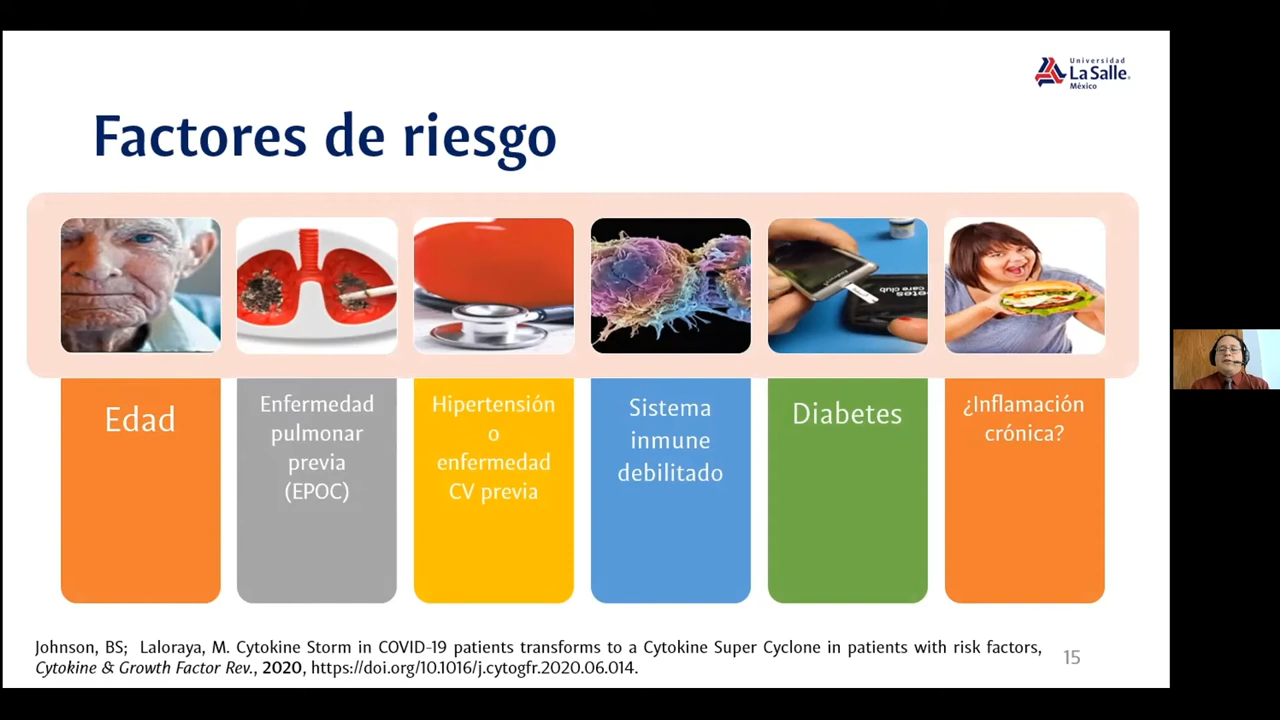 Universidad
La Salle
México
Factores de riesgo
Edad
Enfermedad
pulmonar
previa
(EPOC)
Hipertensión
o
enfermedad
CV previa
Sistema
inmune
debilitado
Diabetes
¿Inflamación
crónica?
Johnson, BS; Laloraya, M. Cytokine Storm in COVID-19 patients transforms to a Cytokine Super Cyclone in patients with risk factors,
Cytokine & Growth Factor Rev., 2020, https://doi.org/10.1016/j.cytogfr.2020.06.014.
15